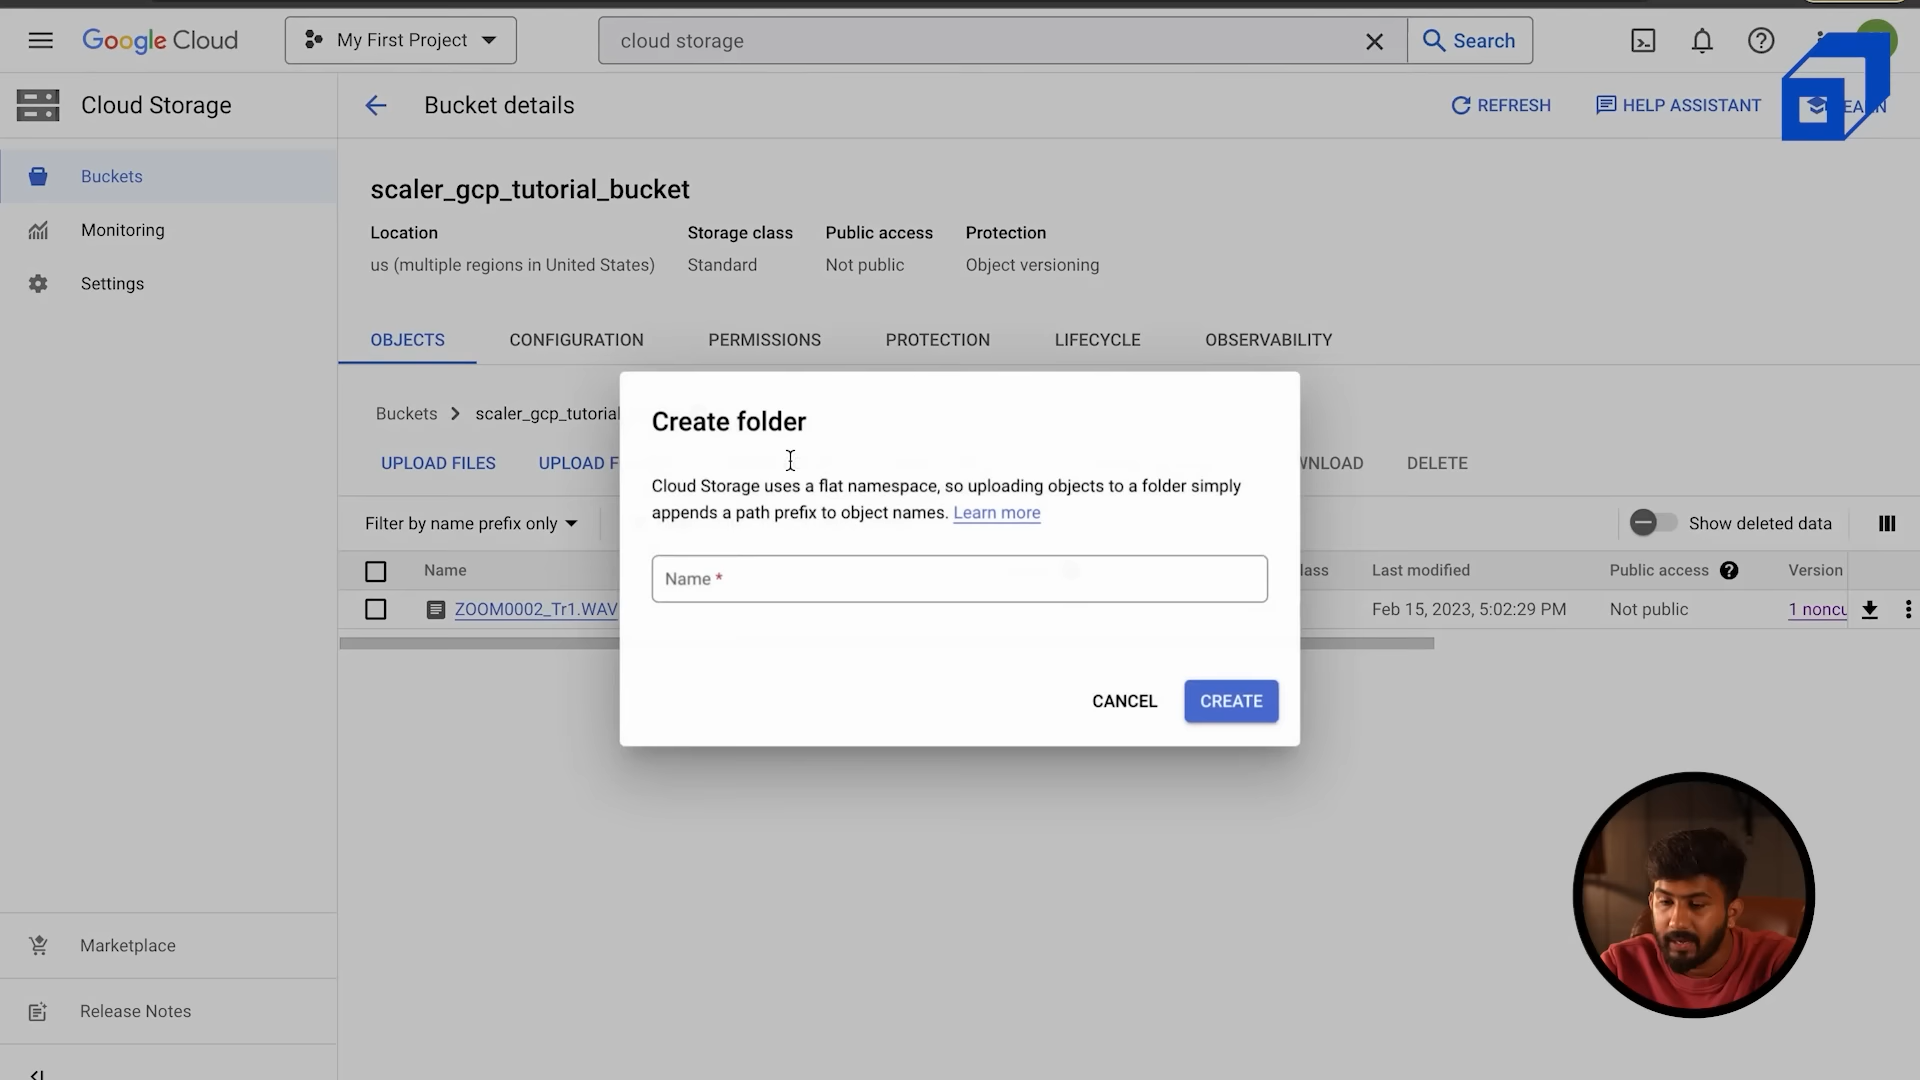 Google Cloud
My First Project
cloud storage
Search
Cloud Storage
Bucket details
REFRESH
HELP ASSISTANT
Buckets
Monitoring
Settings
scaler_gcp_tutorial_bucket
Location
Storage class
Public access
Protection
us (multiple regions in United States)
Standard
Not public
Object versioning
OBJECTS
CONFIGURATION
PERMISSIONS
PROTECTION
LIFECYCLE
OBSERVABILITY
Buckets > scaler_gcp_tutorial
UPLOAD FILES
UPLOAD F
WNLOAD
DELETE
Filter by name prefix only
Show deleted data
Name
lass
Last modified
Public access
Version
ZOOM0002_Tr1.WAV
Feb 15, 2023, 5:02:29 PM
Not public
1 noncu
Create folder
Cloud Storage uses a flat namespace, so uploading objects to a folder simply
appends a path prefix to object names. Learn more
Name *
CANCEL
CREATE
Marketplace
Release Notes